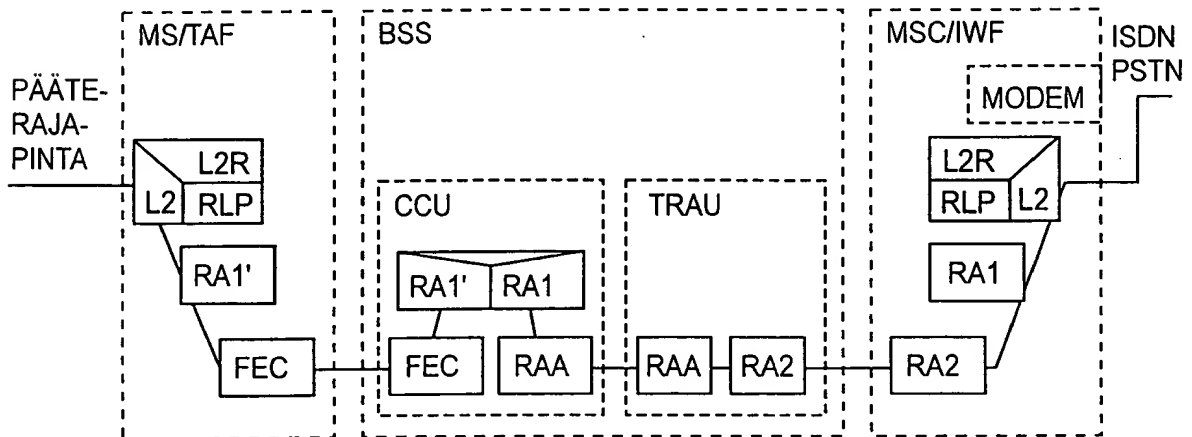 MS/TAF
BSS
MSC/IWF
ISDN
PSTN
PÄÄTE-
RAJA-
PINTA
MODEM
L2R
L2
RLP
L2R
RLP
L2
CCU
TRAU
RA1'
RA1'
RA1
RA1
FEC
FEC
RAA
RAA
RA2
RA2